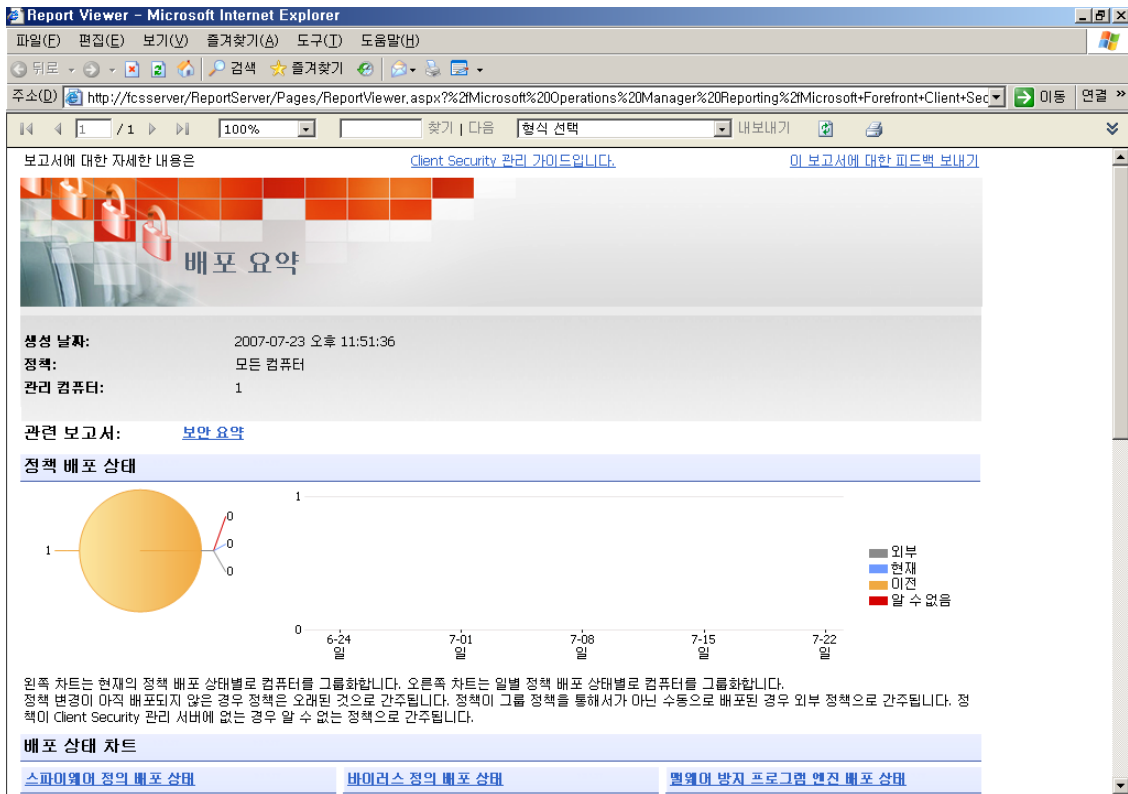 Report Viewer - Microsoft Internet Explorer
파일(F) 편집(E) 보기(V) 즐겨찾기(A) 도구(T) 도움말(H)
뒤로 검색 즐겨찾기
주소(D) http://fcsserver/ReportServer/Pages/ReportViewer.aspx?%2fMicrosoft%20Operations%20Manager%20Reporting%2fMicrosoft+Forefront+Client+Sec 이동 연결 »
1 / 1 100% 찾기 | 다음 형식 선택 내보내기
보고서에 대한 자세한 내용은 Client Security 관리 가이드입니다. 이 보고서에 대한 피드백 보내기
배포 요약
생성 날짜: 2007-07-23 오후 11:51:36
정책: 모든 컴퓨터
관리 컴퓨터: 1
관련 보고서: 보안 요약
정책 배포 상태
1
0
0
0
1
0
6-24 일
7-01 일
7-08 일
7-15 일
7-22 일
외부
현재
이전
알 수 없음
왼쪽 차트는 현재의 정책 배포 상태별로 컴퓨터를 그룹화합니다. 오른쪽 차트는 일별 정책 배포 상태별로 컴퓨터를 그룹화합니다.
정책 변경이 아직 배포되지 않은 경우 정책은 오래된 것으로 간주됩니다. 정책이 그룹 정책을 통해서가 아닌 수동으로 배포된 경우 외부 정책으로 간주됩니다. 정
책이 Client Security 관리 서버에 없는 경우 알 수 없는 정책으로 간주됩니다.
배포 상태 차트
스파이웨어 정의 배포 상태 바이러스 정의 배포 상태 맬웨어 방지 프로그램 엔진 배포 상태